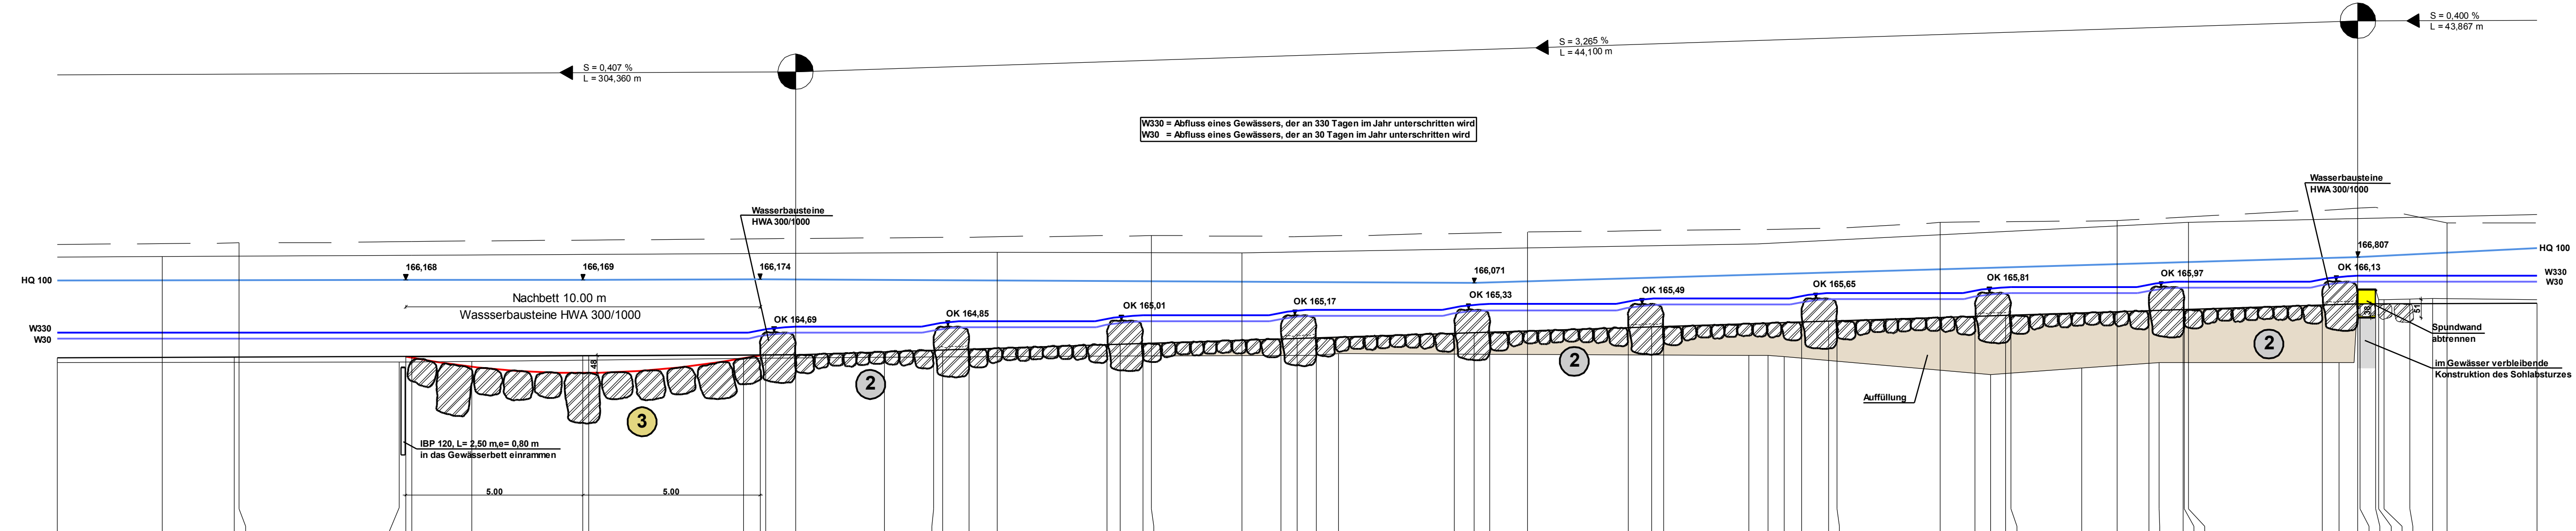 S = 0,400 %
L = 43,867 m
S = 3,265 %
L = 44,100 m
S = 0,407 %
L = 304,360 m
W330 = Abfluss eines Gewässers, der an 330 Tagen im Jahr unterschritten wird
W30 = Abfluss eines Gewässers, der an 30 Tagen im Jahr unterschritten wird
Wasserbausteine
HWA 300/1000
Wasserbausteine
HWA 300/1000
HQ 100
166,168
166,169
166,174
166,071
166,807
HQ 100
Nachbett 10.00 m
Wassserbausteine HWA 300/1000
W330
W30
OK 164,69
OK 164,85
OK 165,01
OK 165,17
OK 165,33
OK 165,49
OK 165,65
OK 165,81
OK 165,97
OK 166,13
W330
W30
48
38
51
Spundwand
abtrennen
im Gewässer verbleibende
Konstruktion des Sohlabsturzes
2
2
2
3
Auffüllung
IBP 120, L= 2,50 m,e= 0,80 m
in das Gewässerbett einrammen
5.00
5.00